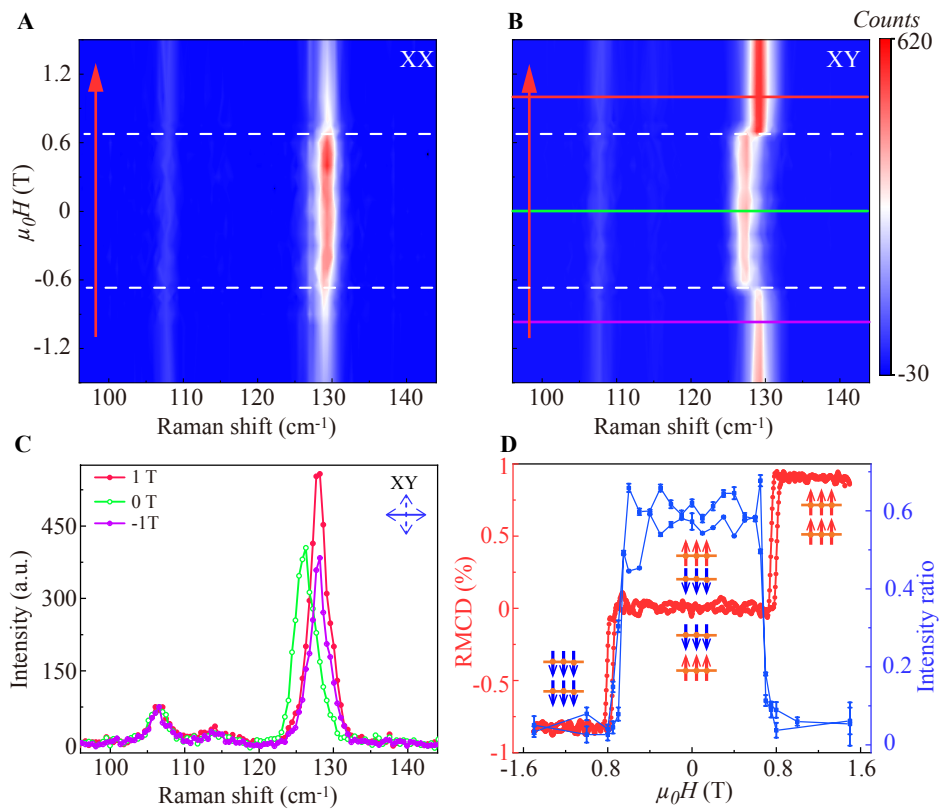 A
XX
1.2
0.6
0
-0.6
-1.2
μ₀H (T)
100 110 120 130 140
Raman shift (cm⁻¹)
B
XY
100 110 120 130 140
Raman shift (cm⁻¹)
Counts
620
-30
C
1 T
0 T
-1T
XY
450
300
150
0
Intensity (a.u.)
100 110 120 130 140
Raman shift (cm⁻¹)
D
1
0.5
0
-0.5
-1
RMCD (%)
0.6
0.4
0.2
0
Intensity ratio
-1.6 -0.8 0 0.8 1.6
μ₀H (T)